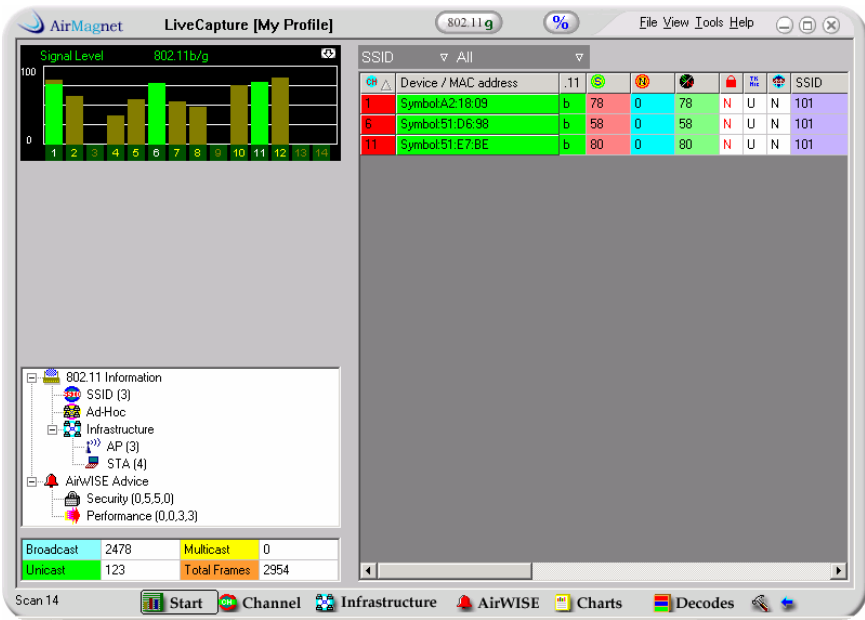 AirMagnet LiveCapture [My Profile] 802.11g % File View Tools Help
Signal Level 802.11b/g
100
0
1 2 3 4 5 6 7 8 9 10 11 12 13 14
SSID All
CH Device / MAC address .11 S N SSID
1 Symbol:A2:18:09 b 78 0 78 N U N 101
6 Symbol:51:D6:98 b 58 0 58 N U N 101
11 Symbol:51:E7:BE b 80 0 80 N U N 101
802.11 Information
SSID SSID (3)
Ad-Hoc
Infrastructure
AP (3)
STA (4)
AirWISE Advice
Security (0,5,5,0)
Performance (0,0,3,3)
Broadcast 2478 Multicast 0
Unicast 123 Total Frames 2954
Scan 14 Start CH Channel Infrastructure AirWISE Charts Decodes